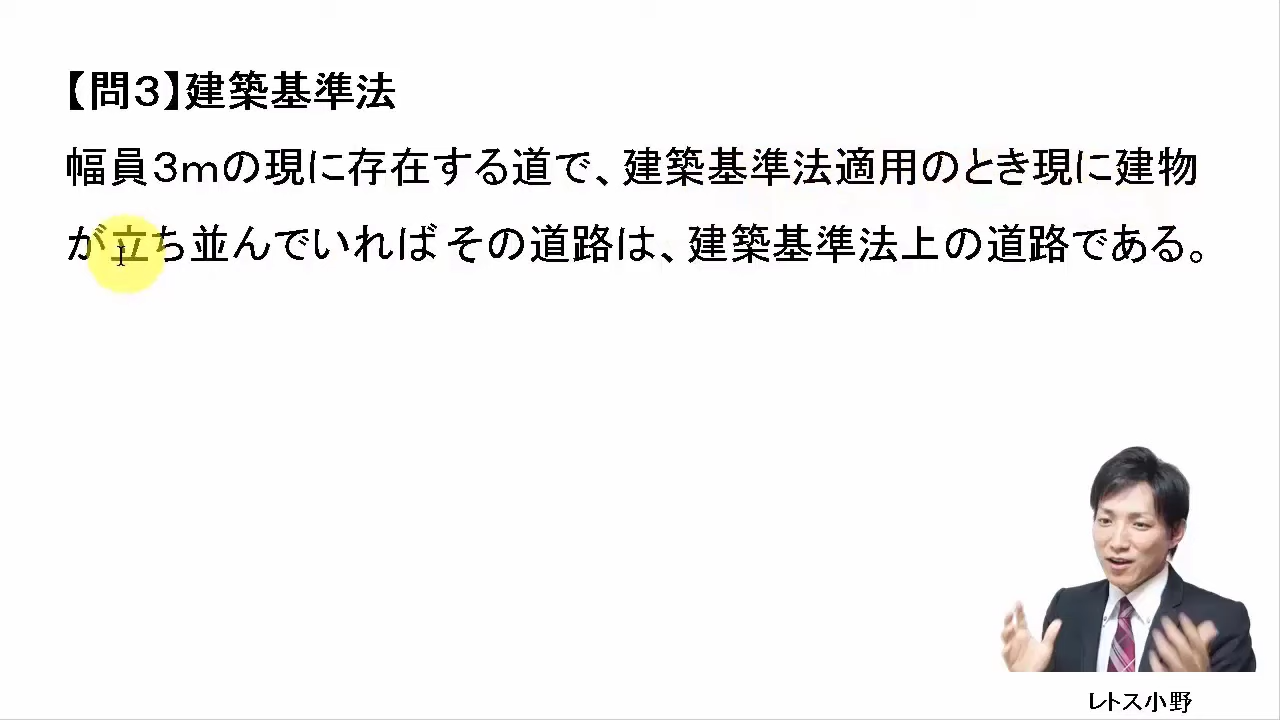 【問３】建築基準法
幅員３ｍの現に存在する道で、建築基準法適用のとき現に建物
が立ち並んでいればその道路は、建築基準法上の道路である。
レトス小野